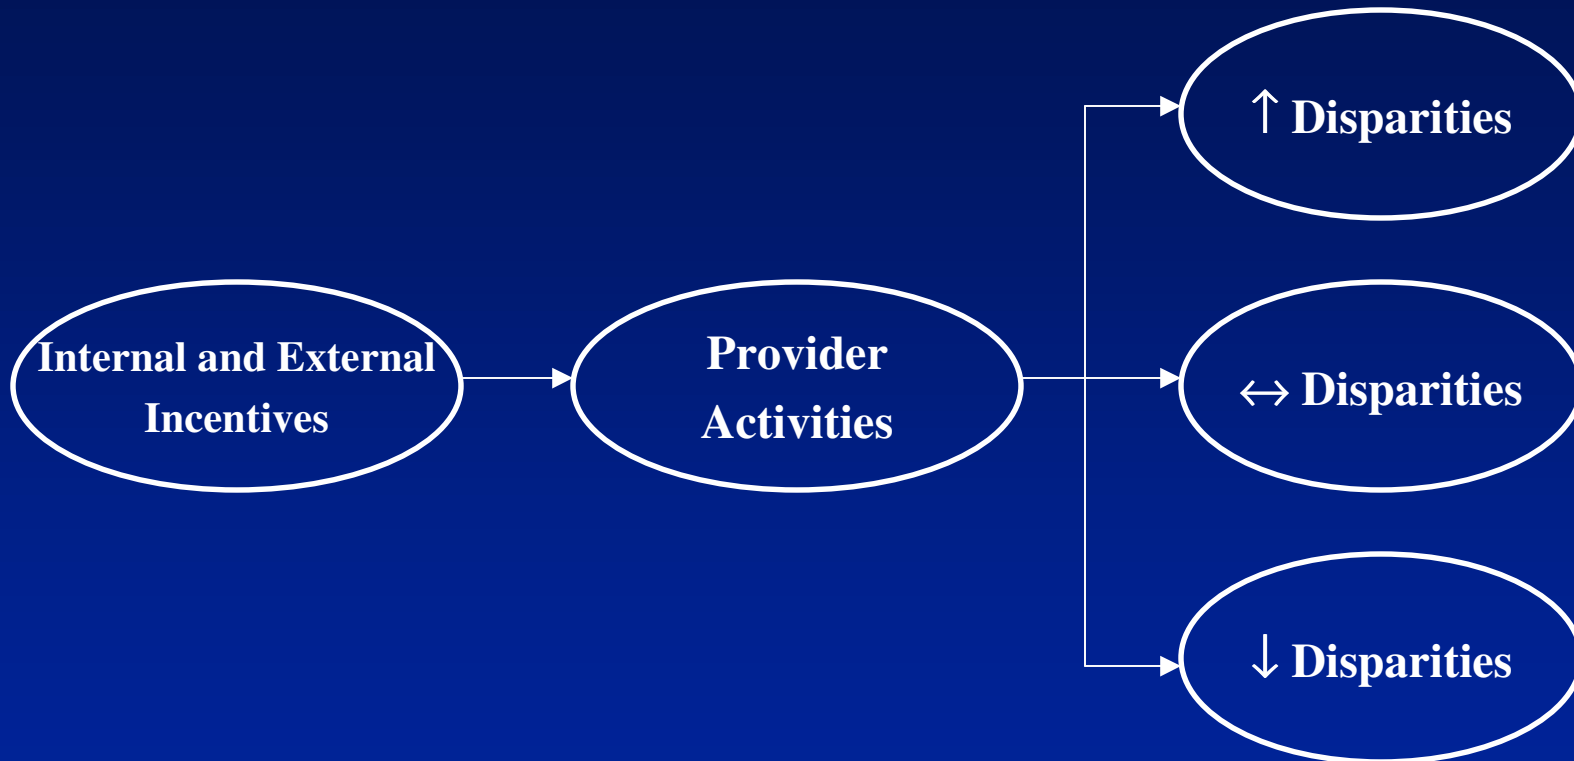 ↑ Disparities
Internal and External
Incentives
Provider
Activities
↔ Disparities
↓ Disparities